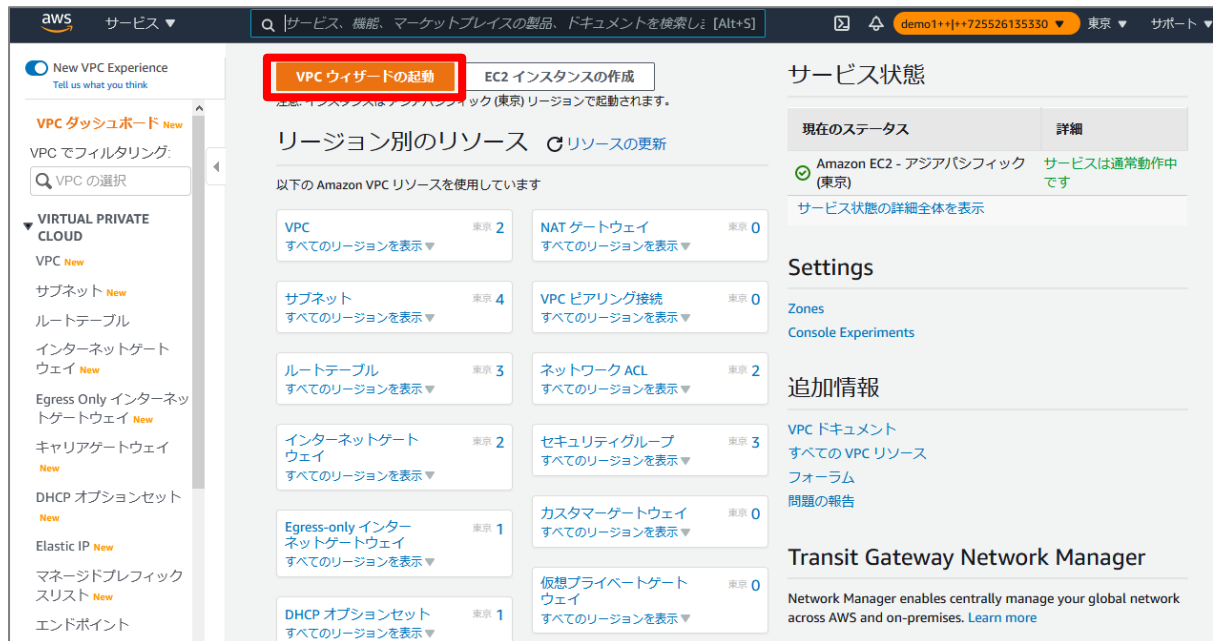 aws サービス ▼ サービス、機能、マーケットプレイスの製品、ドキュメントを検索しま [Alt+S] demo1++|++725526135330 ▼ 東京 ▼ サポート ▼
New VPC Experience
Tell us what you think
VPC ダッシュボード New
VPC でフィルタリング:
VPC の選択
VIRTUAL PRIVATE
CLOUD
VPC New
サブネット New
ルートテーブル
インターネットゲート
ウェイ New
Egress Only インターネッ
トゲートウェイ New
キャリアゲートウェイ
New
DHCP オプションセット
New
Elastic IP New
マネージドプレフィック
スリスト New
エンドポイント
VPC ウィザードの起動 EC2 インスタンスの作成
注意: インスタンスは アジアパシフィック (東京) リージョンで起動されます。
リージョン別のリソース リソースの更新
以下の Amazon VPC リソースを使用しています
VPC 東京 2
すべてのリージョンを表示 ▼
NAT ゲートウェイ 東京 0
すべてのリージョンを表示 ▼
サブネット 東京 4
すべてのリージョンを表示 ▼
VPC ピアリング接続 東京 0
すべてのリージョンを表示 ▼
ルートテーブル 東京 3
すべてのリージョンを表示 ▼
ネットワーク ACL 東京 2
すべてのリージョンを表示 ▼
インターネットゲート 東京 2
ウェイ
すべてのリージョンを表示 ▼
セキュリティグループ 東京 3
すべてのリージョンを表示 ▼
Egress-only インター 東京 1
ネットゲートウェイ
すべてのリージョンを表示 ▼
カスタマーゲートウェイ 東京 0
すべてのリージョンを表示 ▼
DHCP オプションセット 東京 1
すべてのリージョンを表示 ▼
仮想プライベートゲート 東京 0
ウェイ
すべてのリージョンを表示 ▼
サービス状態
現在のステータス 詳細
Amazon EC2 - アジアパシフィック サービスは通常動作中
(東京) です
サービス状態の詳細全体を表示
Settings
Zones
Console Experiments
追加情報
VPC ドキュメント
すべての VPC リソース
フォーラム
問題の報告
Transit Gateway Network Manager
Network Manager enables centrally manage your global network
across AWS and on-premises. Learn more